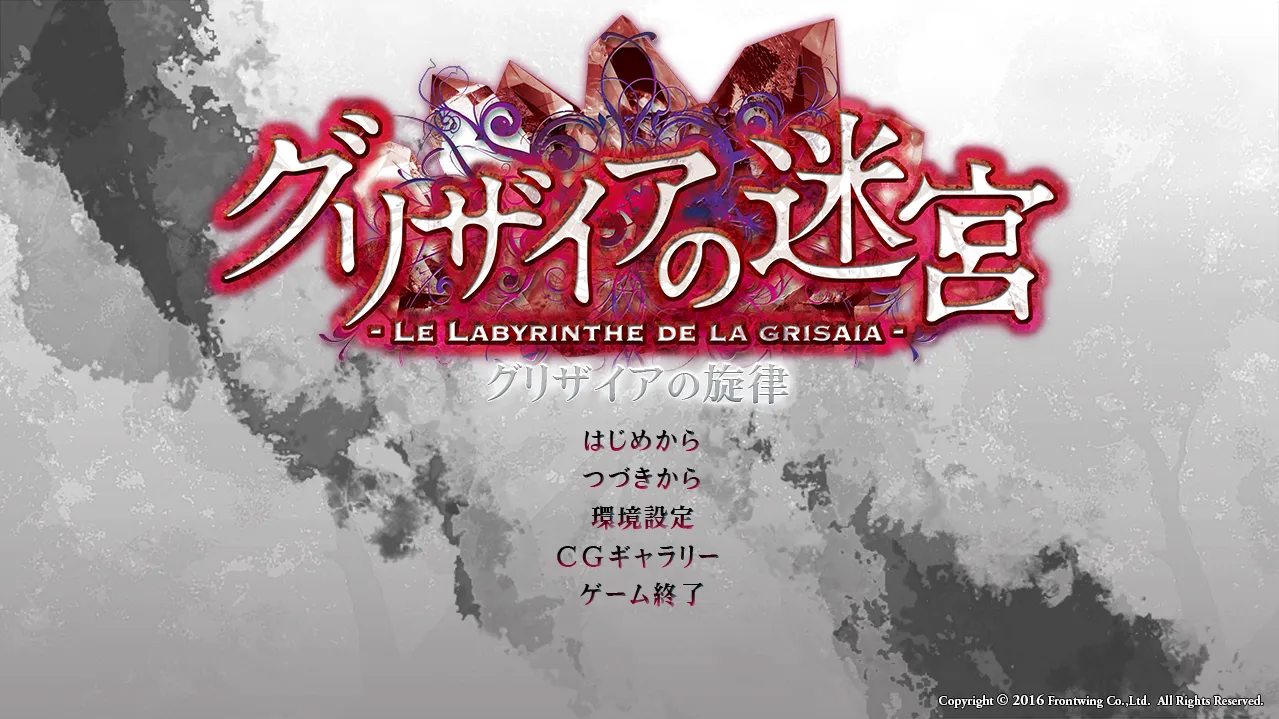 グリザイアの迷宮
- LE LABYRINTHE DE LA GRISAIA -
グリザイアの旋律
はじめから
つづきから
環境設定
CGギャラリー
ゲーム終了
Copyright © 2016 Frontwing Co.,Ltd. All Rights Reserved.